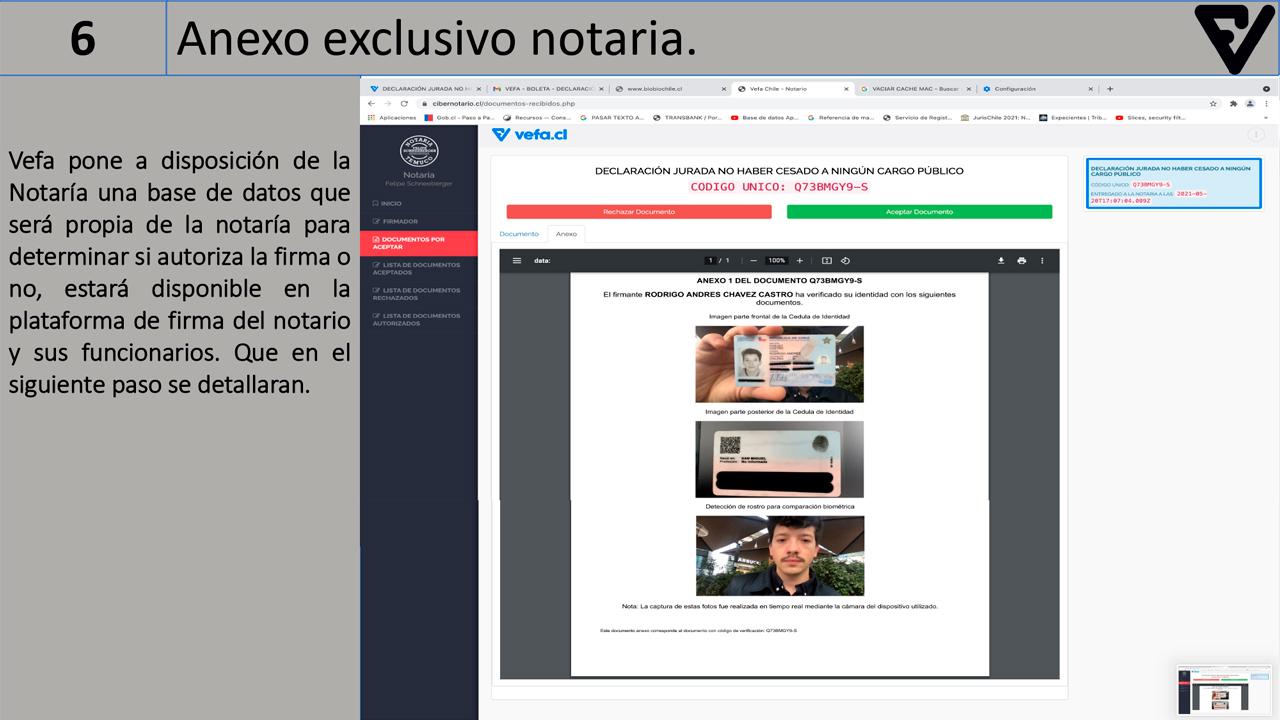 6
Anexo exclusivo notaria.
Vefa pone a disposición de la
Notaría una base de datos que
será propia de la notaría para
determinar si autoriza la firma o
no, estará disponible en la
plataforma de firma del notario
y sus funcionarios. Que en el
siguiente paso se detallaran.
DECLARACIÓN JURADA NO H
VEFA - BOLETA - DECLARACI
www.biobiochile.cl
Vefa Chile - Notario
VACIAR CACHE MAC - Buscar
Configuración
cibernotario.cl/documentos-recibidos.php
Aplicaciones
Gob.cl - Paso a Pa...
Recursos — Cons...
PASAR TEXTO A...
TRANSBANK / Por...
Base de datos Ap...
Referencia de ma...
Servicio de Regist...
JurisChile 2021: N...
Expecientes | Trib...
Slices, security filt...
NOTARIA
TEMUCO
Notaria
Felipe Schneeberger
INICIO
FIRMADOR
DOCUMENTOS POR
ACEPTAR
LISTA DE DOCUMENTOS
ACEPTADOS
LISTA DE DOCUMENTOS
RECHAZADOS
LISTA DE DOCUMENTOS
AUTORIZADOS
vefa.cl
DECLARACIÓN JURADA NO HABER CESADO A NINGÚN CARGO PÚBLICO
CODIGO UNICO: Q73BMGY9-S
Rechazar Documento
Aceptar Documento
Documento
Anexo
data:
1 / 1
100%
ANEXO 1 DEL DOCUMENTO Q73BMGY9-S
El firmante RODRIGO ANDRES CHAVEZ CASTRO ha verificado su identidad con los siguientes
documentos.
Imagen parte frontal de la Cedula de Identidad
Imagen parte posterior de la Cedula de Identidad
SAN MIGUEL
No informada
Detección de rostro para comparación biométrica
Nota: La captura de estas fotos fue realizada en tiempo real mediante la cámara del dispositivo utilizado.
Este documento anexo corresponde al documento con código de verificación: Q73BMGY9-S
DECLARACIÓN JURADA NO HABER CESADO A NINGÚN
CARGO PÚBLICO
CODIGO UNICO: Q73BMGY9-S
ENTREGADO A LA NOTARIA A LAS: 2021-05-
20T17:07:04.089Z